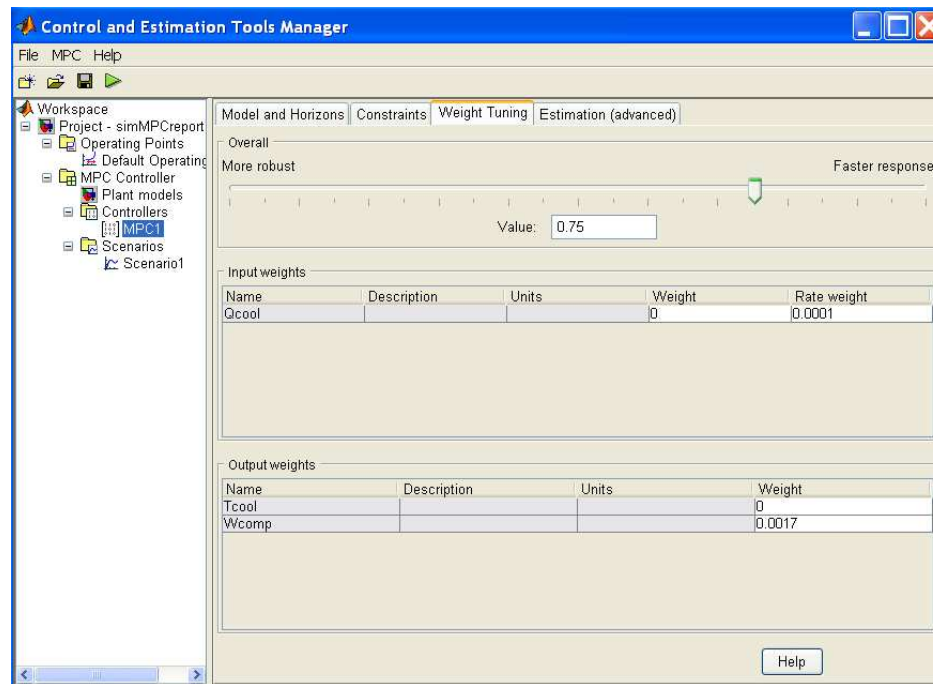 Control and Estimation Tools Manager
File MPC Help
Workspace
Project - simMPCreport
Operating Points
Default Operating
MPC Controller
Plant models
Controllers
MPC1
Scenarios
Scenario1
Model and Horizons Constraints Weight Tuning Estimation (advanced)
Overall
More robust Faster response
Value: 0.75
Input weights
Name Description Units Weight Rate weight
Qcool 0 0.0001
Output weights
Name Description Units Weight
Tcool 0
Wcomp 0.0017
Help